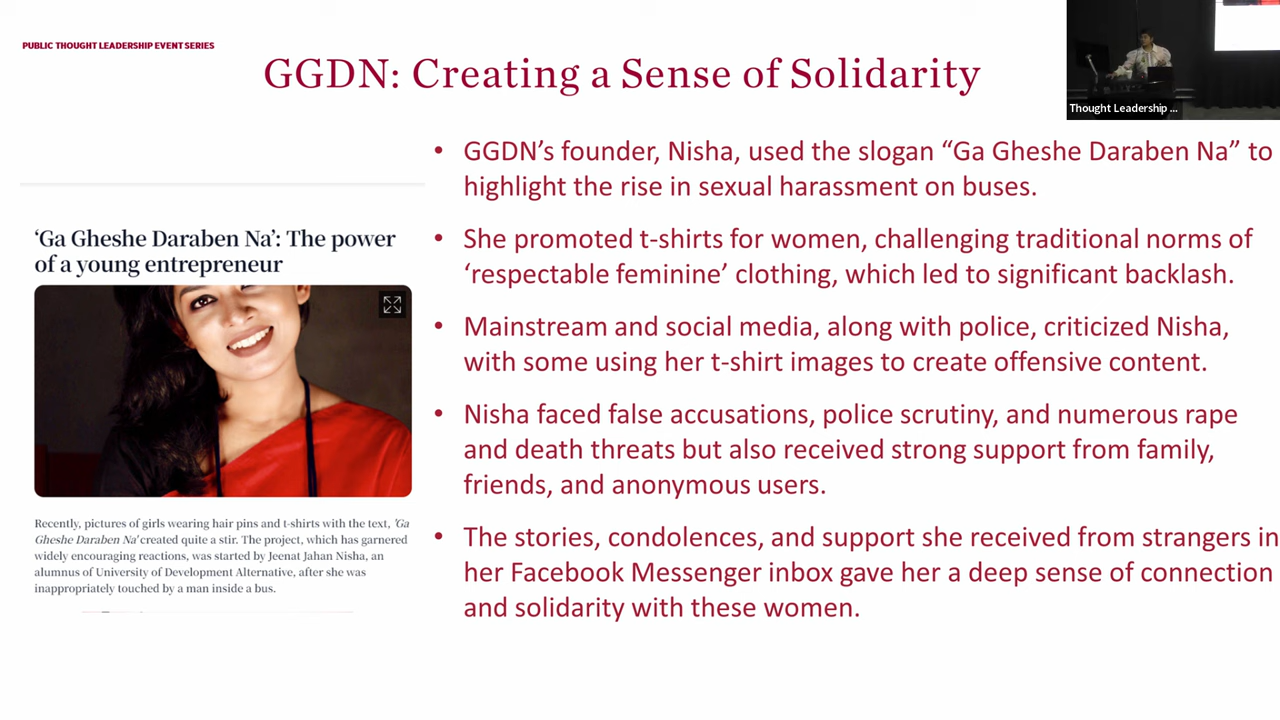 PUBLIC THOUGHT LEADERSHIP EVENT SERIES
GGDN: Creating a Sense of Solidarity
Thought Leadership ...
‘Ga Gheshe Daraben Na’: The power
of a young entrepreneur
Recently, pictures of girls wearing hair pins and t-shirts with the text, ‘Ga
Gheshe Daraben Na’ created quite a stir. The project, which has garnered
widely encouraging reactions, was started by Jeenat Jahan Nisha, an
alumnus of University of Development Alternative, after she was
inappropriately touched by a man inside a bus.
• GGDN’s founder, Nisha, used the slogan “Ga Gheshe Daraben Na” to
highlight the rise in sexual harassment on buses.
• She promoted t-shirts for women, challenging traditional norms of
‘respectable feminine’ clothing, which led to significant backlash.
• Mainstream and social media, along with police, criticized Nisha,
with some using her t-shirt images to create offensive content.
• Nisha faced false accusations, police scrutiny, and numerous rape
and death threats but also received strong support from family,
friends, and anonymous users.
• The stories, condolences, and support she received from strangers in
her Facebook Messenger inbox gave her a deep sense of connection
and solidarity with these women.